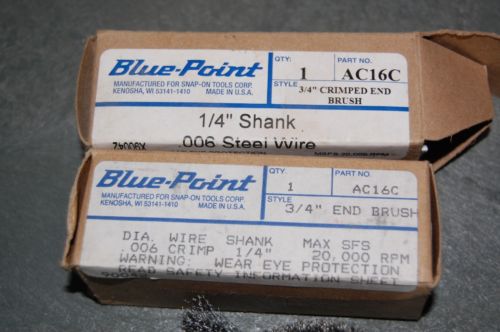 Blue-Point
MANUFACTURED FOR SNAP-ON TOOLS CORP.
KENOSHA, WI 53141-1410 MADE IN U.S.A.
QTY.
1
PART NO.
AC16C
STYLE
3/4" CRIMPED END
BRUSH
1/4" Shank
.006 Steel Wire
Blue-Point
MANUFACTURED FOR SNAP-ON TOOLS CORP.
KENOSHA, WI 53141-1410 MADE IN U.S.A.
QTY.
1
PART NO.
AC16C
STYLE
3/4" END BRUSH
DIA. WIRE SHANK MAX SFS
.006 CRIMP 1/4" 20,000 RPM
WARNING: WEAR EYE PROTECTION
READ SAFETY INFORMATION SHEET